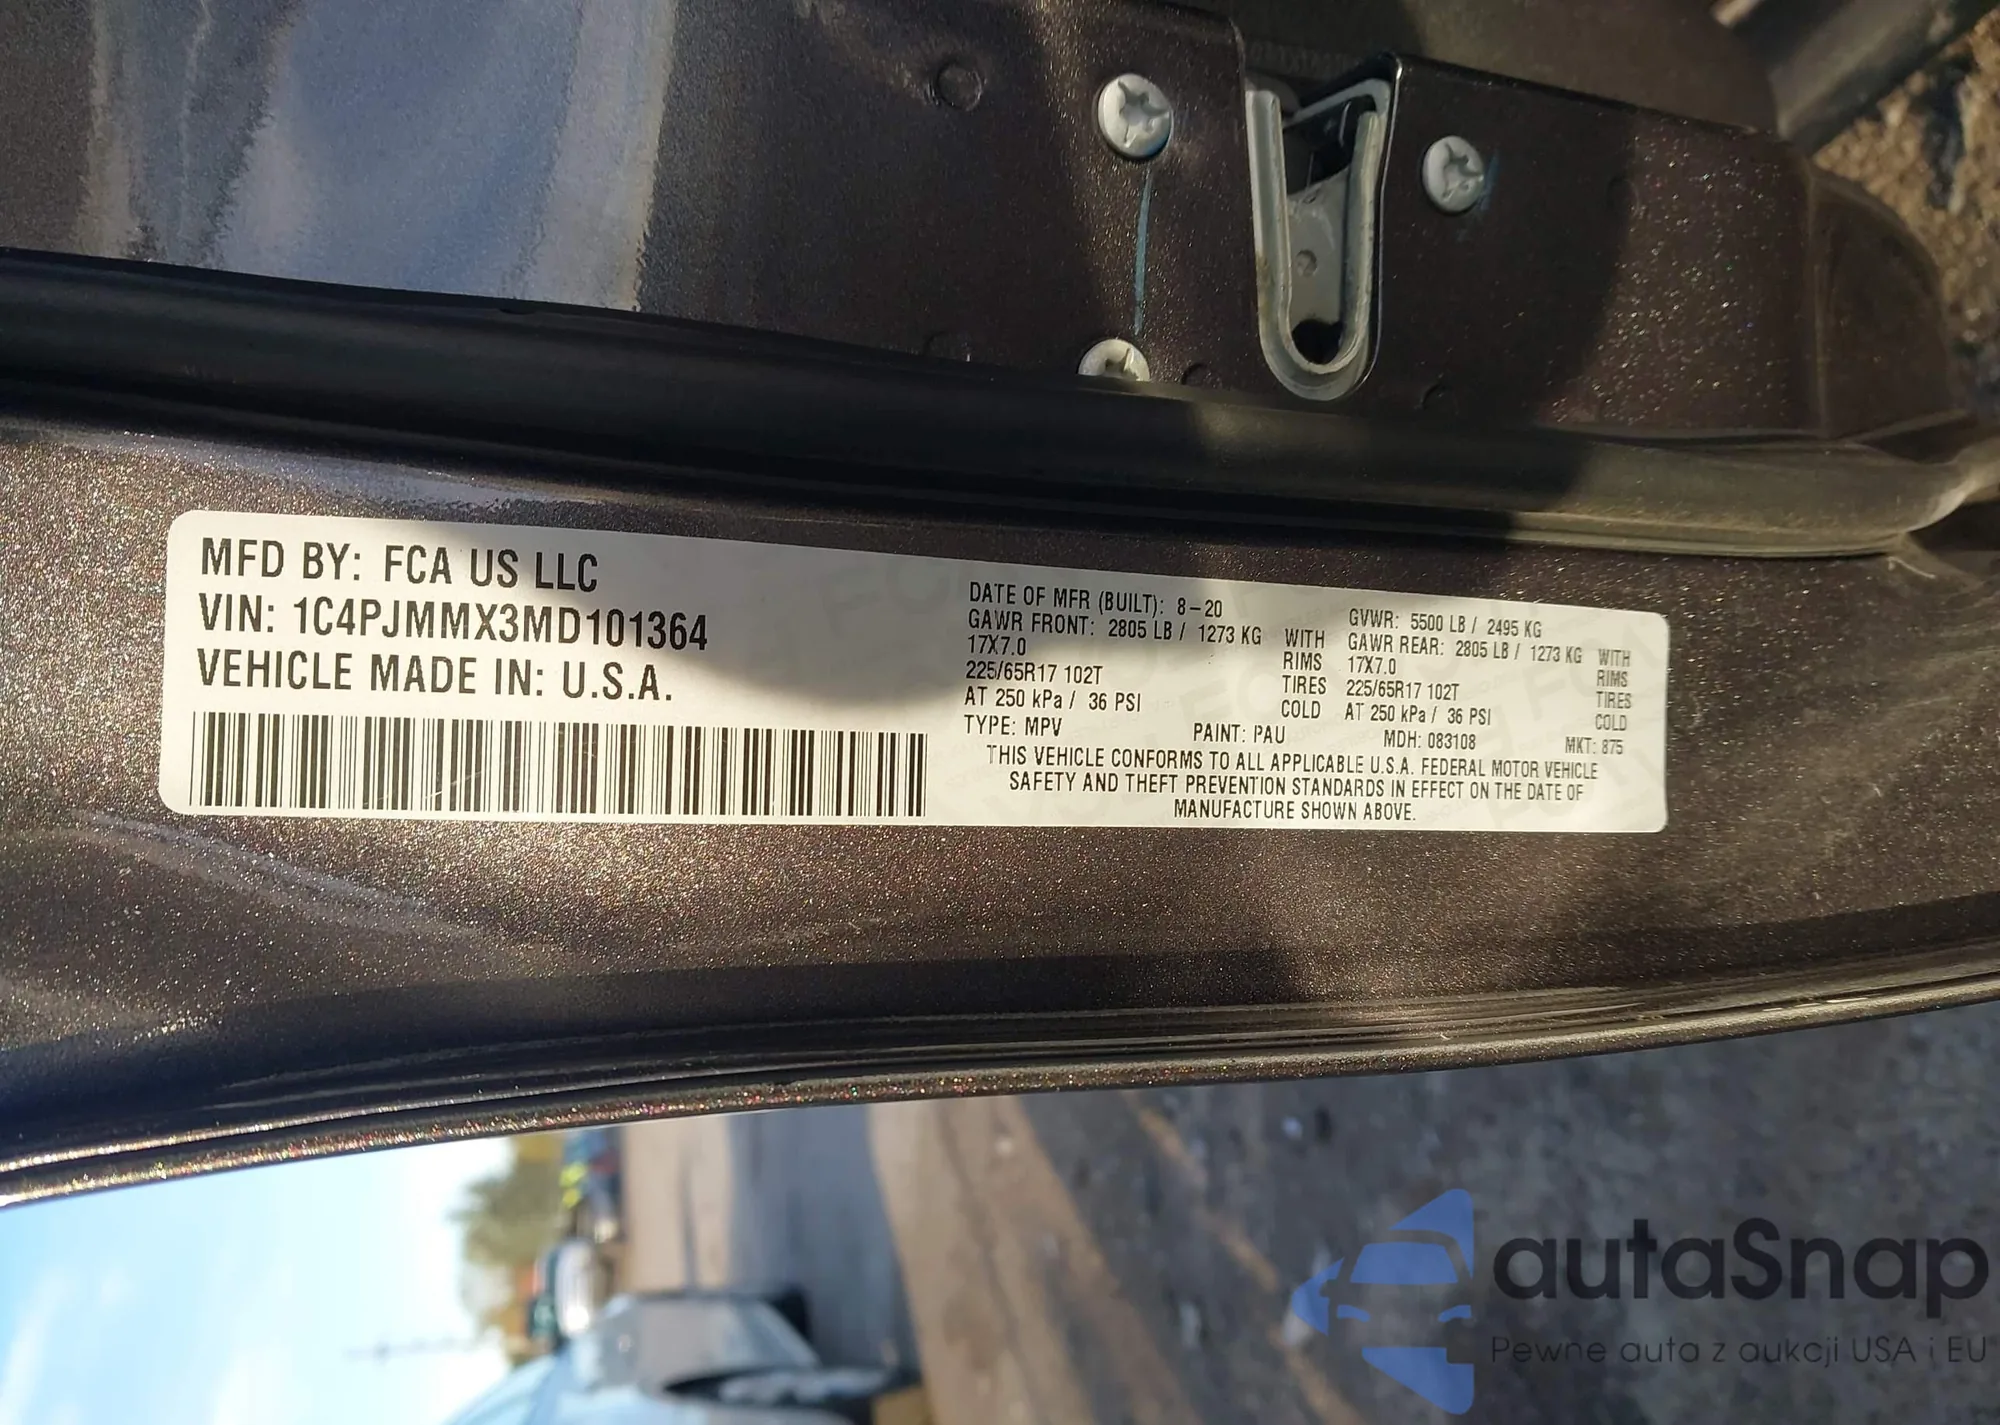 MFD BY: FCA US LLC
VIN: 1C4PJMMX3MD101364
VEHICLE MADE IN: U.S.A.
DATE OF MFR (BUILT): 8-20
GAWR FRONT: 2805 LB / 1273 KG WITH
17X7.0 RIMS
225/65R17 102T TIRES
AT 250 kPa / 36 PSI COLD
GVWR: 5500 LB / 2495 KG
GAWR REAR: 2805 LB / 1273 KG WITH
17X7.0 RIMS
225/65R17 102T TIRES
AT 250 kPa / 36 PSI COLD
TYPE: MPV PAINT: PAU MDH: 083108 MKT: 875
THIS VEHICLE CONFORMS TO ALL APPLICABLE U.S.A. FEDERAL MOTOR VEHICLE
SAFETY AND THEFT PREVENTION STANDARDS IN EFFECT ON THE DATE OF
MANUFACTURE SHOWN ABOVE.
autaSnap
Pewne auta z aukcji USA i EU